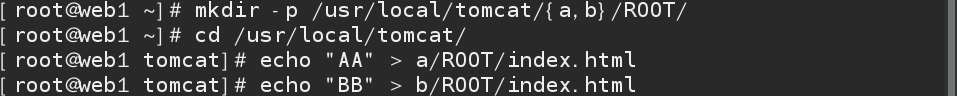 [root@web1 ~]# mkdir -p /usr/local/tomcat/{a,b}/ROOT/
[root@web1 ~]# cd /usr/local/tomcat/
[root@web1 tomcat]# echo "AA" > a/ROOT/index.html
[root@web1 tomcat]# echo "BB" > b/ROOT/index.html